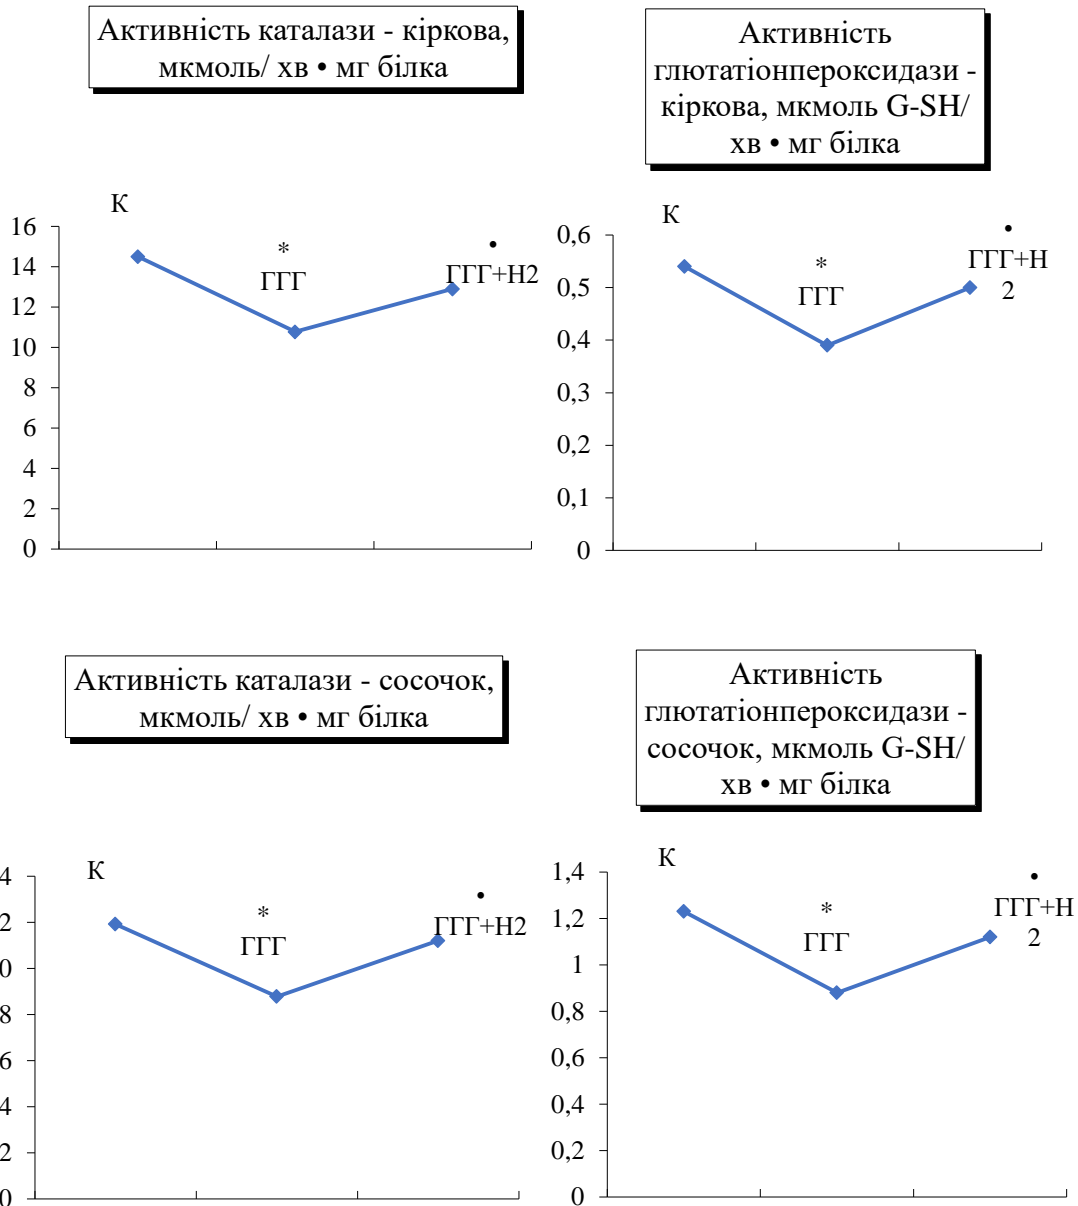 Активність каталази - кіркова,
мкмоль/ хв • мг білка
К
*
ГГГ
•
ГГГ+Н2
16
14
12
10
8
6
4
2
0
Активність
глютатіонпероксидази -
кіркова, мкмоль G-SH/
хв • мг білка
К
*
ГГГ
•
ГГГ+Н
2
0,6
0,5
0,4
0,3
0,2
0,1
0
Активність каталази - сосочок,
мкмоль/ хв • мг білка
К
*
ГГГ
•
ГГГ+Н2
4
2
0
8
6
4
2
0
Активність
глютатіонпероксидази -
сосочок, мкмоль G-SH/
хв • мг білка
К
*
ГГГ
•
ГГГ+Н
2
1,4
1,2
1
0,8
0,6
0,4
0,2
0